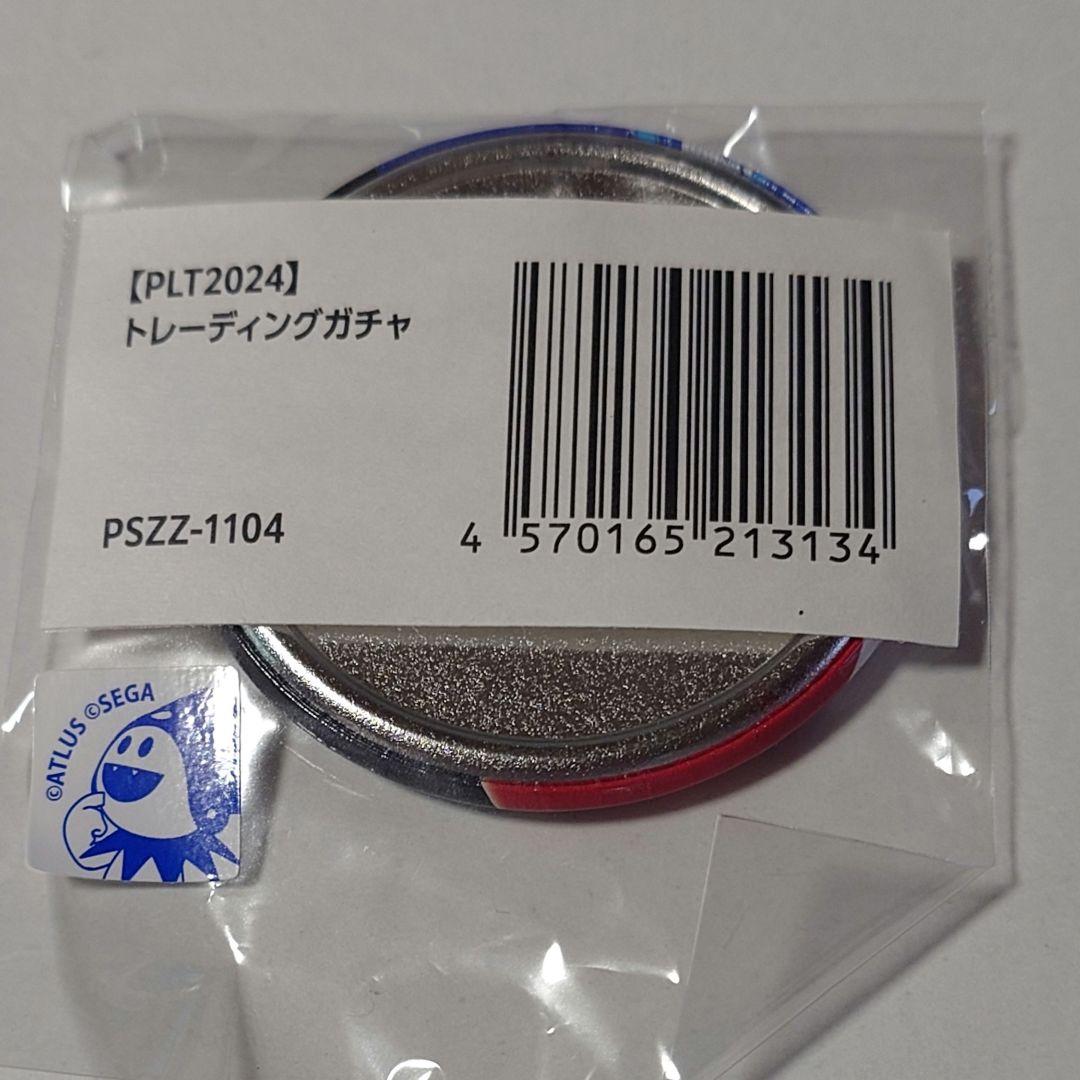 【PLT2024】
トレーディングガチャ
PSZZ-1104
4 570165 213134
©ATLUS ©SEGA